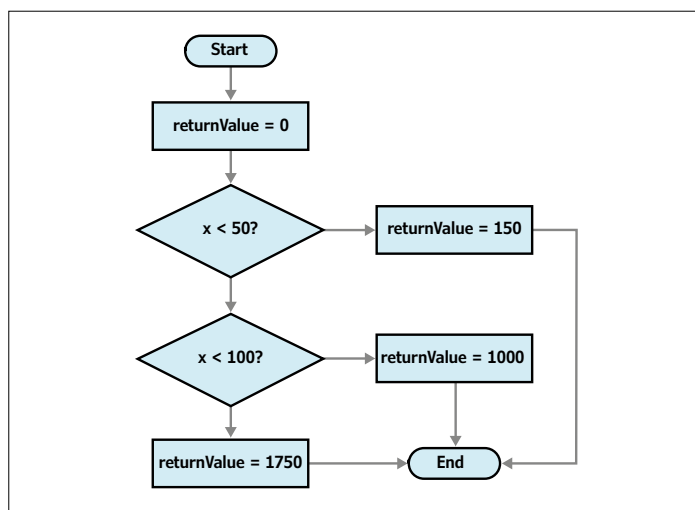 Start
returnValue = 0
x < 50?
returnValue = 150
x < 100?
returnValue = 1000
returnValue = 1750
End